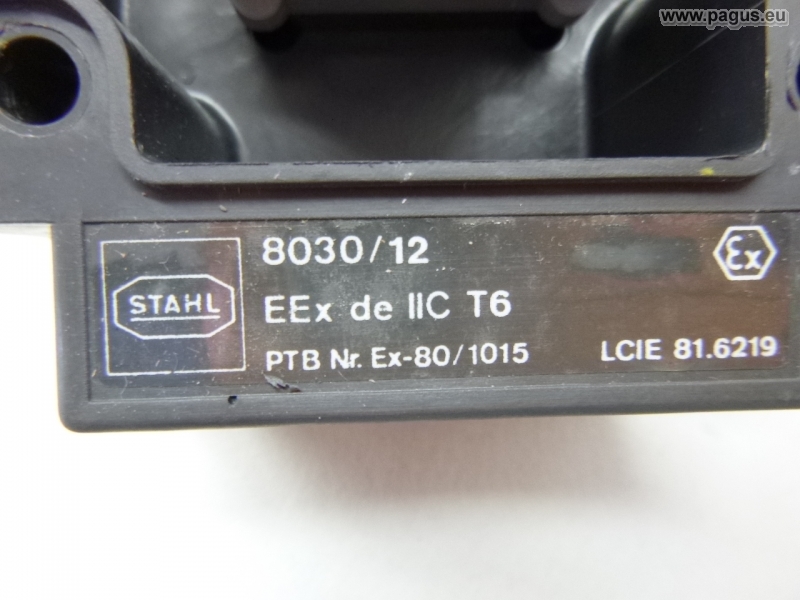 www.pagus.eu
8030/12
Ex
STAHL
EEx de IIC T6
PTB Nr. Ex-80/1015
LCIE 81.6219